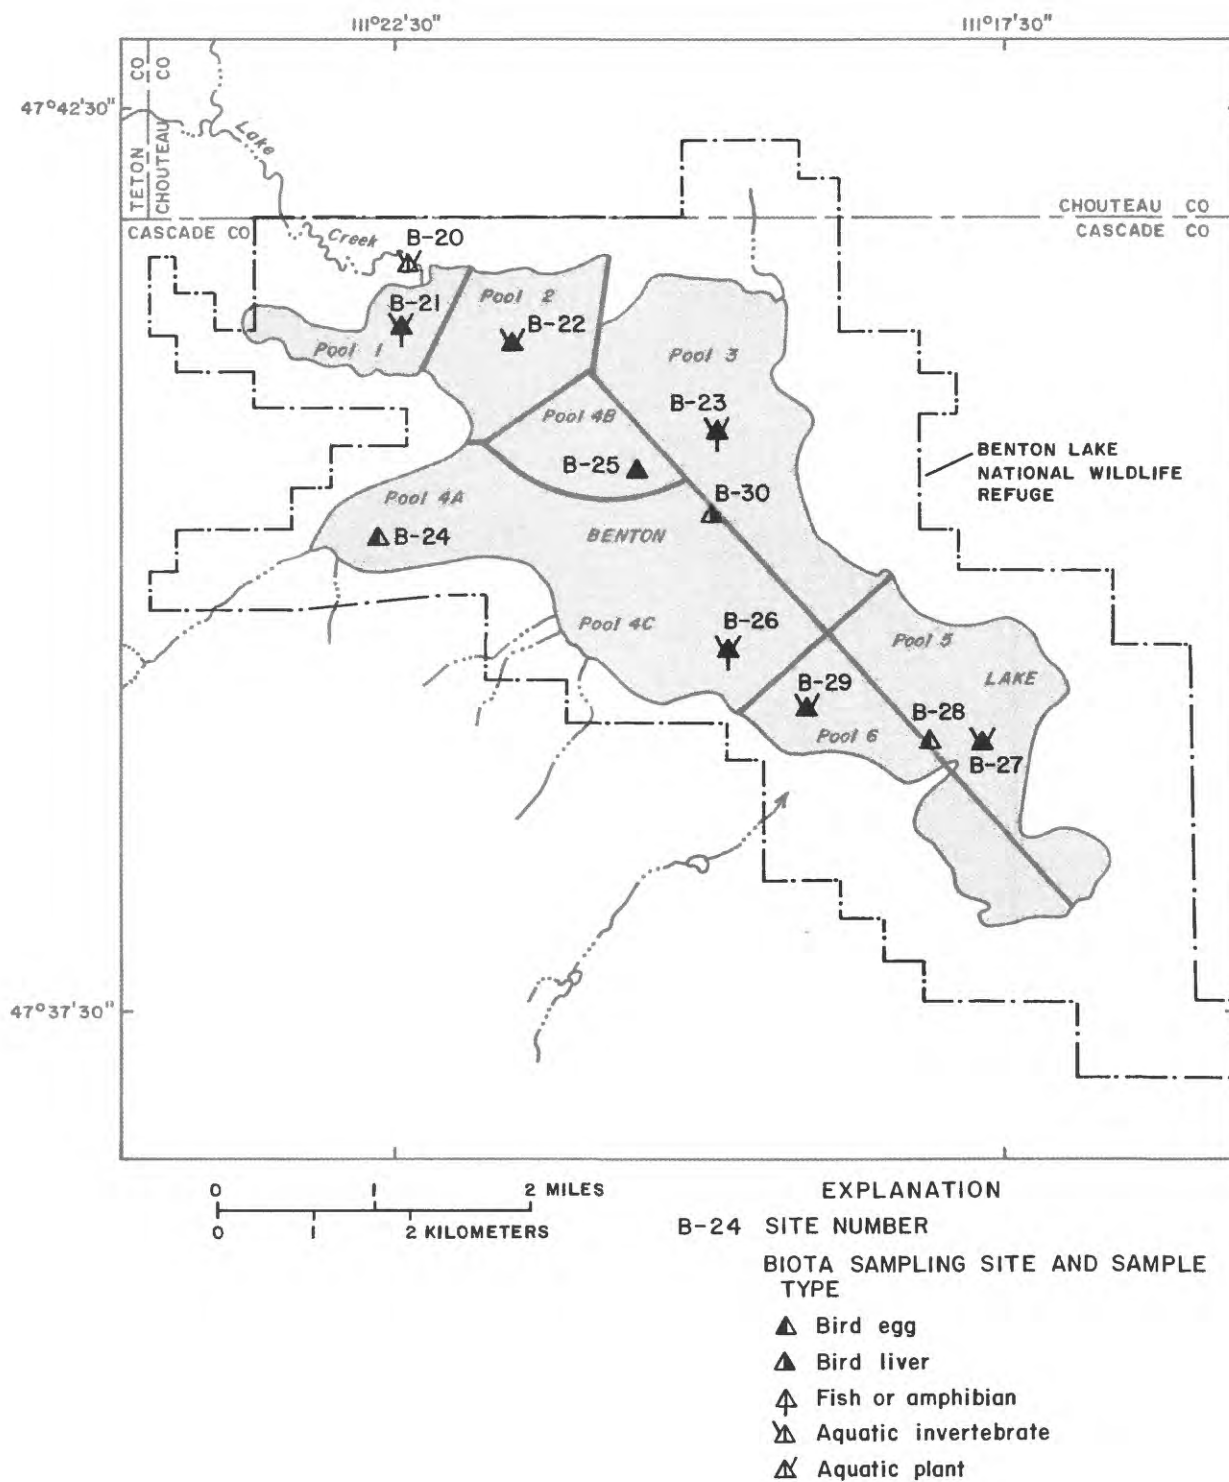 111°22'30"
111°17'30"
47°42'30"
TETON CO
CHOUTEAU CO
Lake
Creek
CHOUTEAU CO
CASCADE CO
CASCADE CO
B-20
B-21
Pool 1
Pool 2
B-22
Pool 3
B-23
Pool 4B
B-25
B-30
Pool 4A
B-24
BENTON
BENTON LAKE
NATIONAL WILDLIFE
REFUGE
Pool 4C
B-26
Pool 5
LAKE
B-29
B-28
Pool 6
B-27
47°37'30"
0 1 2 MILES
0 1 2 KILOMETERS
EXPLANATION
B-24 SITE NUMBER
BIOTA SAMPLING SITE AND SAMPLE
TYPE
Bird egg
Bird liver
Fish or amphibian
Aquatic invertebrate
Aquatic plant